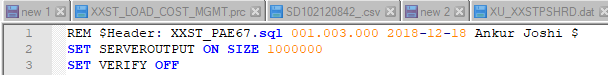 new 1 XXST_LOAD_COST_MGMT.prc SD102120842_.csv new 2 XU_XXSTPSHRD.dat
1 REM $Header: XXST_PAE67.sql 001.003.000 2018-12-18 Ankur Joshi $
2 SET SERVEROUTPUT ON SIZE 1000000
3 SET VERIFY OFF